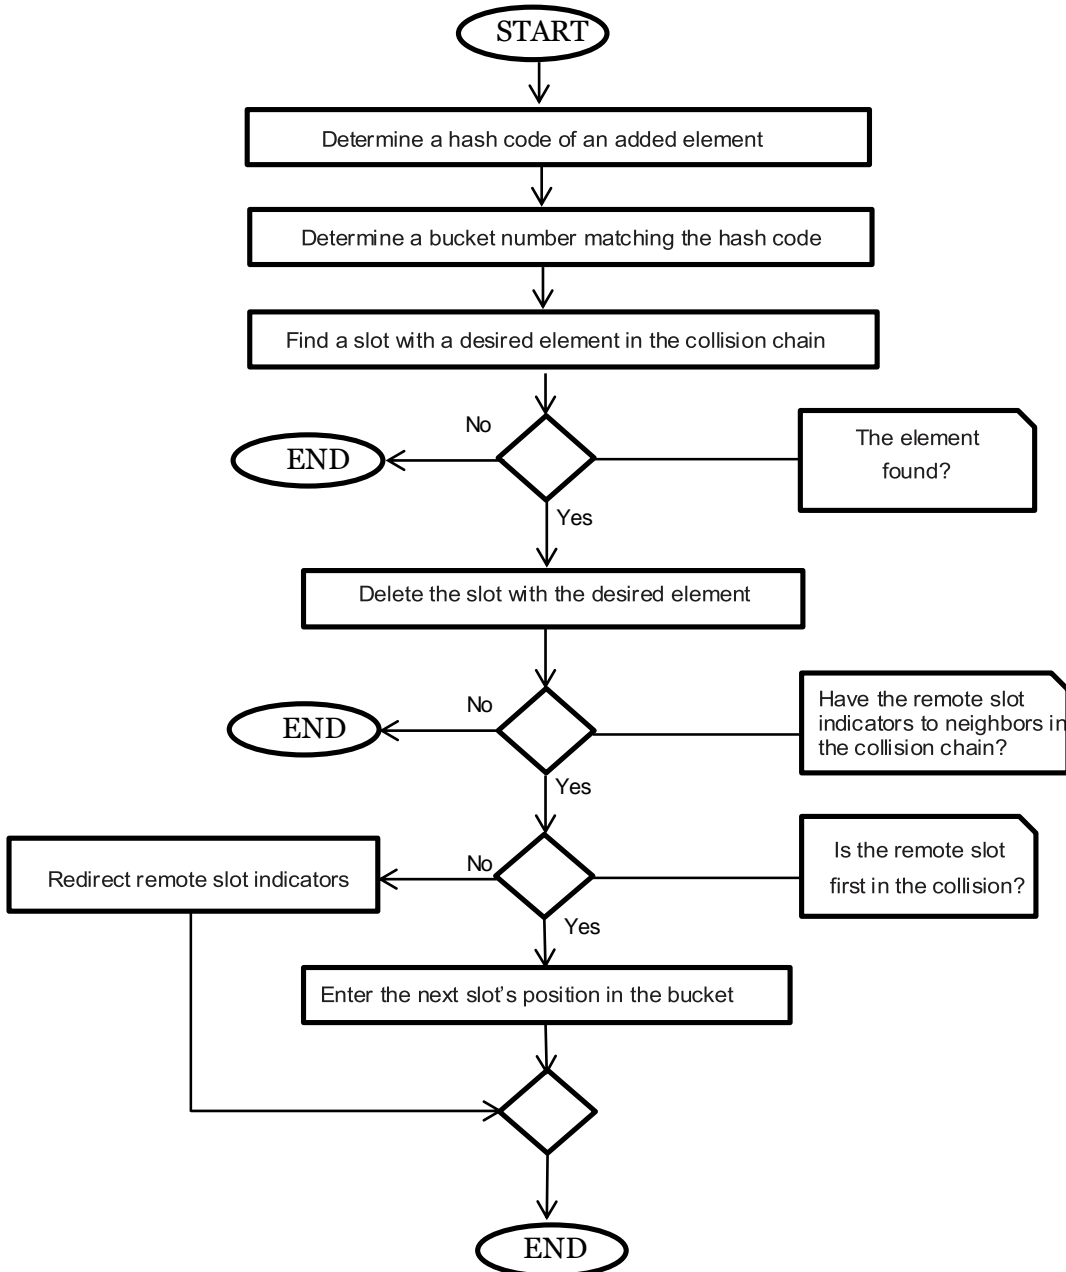 START
Determine a hash code of an added element
Determine a bucket number matching the hash code
Find a slot with a desired element in the collision chain
No
The element
found?
END
Yes
Delete the slot with the desired element
No
Have the remote slot
indicators to neighbors in
the collision chain?
END
Yes
Is the remote slot
first in the collision?
No
Redirect remote slot indicators
Yes
Enter the next slot’s position in the bucket
END